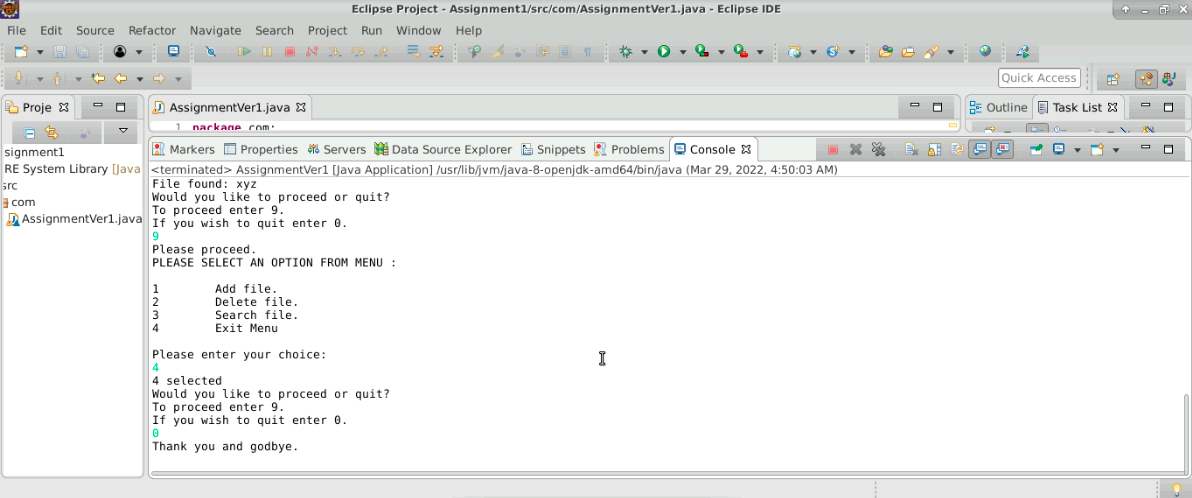 Eclipse Project - Assignment1/src/com/AssignmentVer1.java - Eclipse IDE
File Edit Source Refactor Navigate Search Project Run Window Help
Quick Access
Proje
AssignmentVer1.java
Outline Task List
1 package com;
signment1
RE System Library [Java
src
com
AssignmentVer1.java
Markers Properties Servers Data Source Explorer Snippets Problems Console
<terminated> AssignmentVer1 [Java Application] /usr/lib/jvm/java-8-openjdk-amd64/bin/java (Mar 29, 2022, 4:50:03 AM)
File found: xyz
Would you like to proceed or quit?
To proceed enter 9.
If you wish to quit enter 0.
9
Please proceed.
PLEASE SELECT AN OPTION FROM MENU :
1 Add file.
2 Delete file.
3 Search file.
4 Exit Menu
Please enter your choice:
4
4 selected
Would you like to proceed or quit?
To proceed enter 9.
If you wish to quit enter 0.
0
Thank you and godbye.